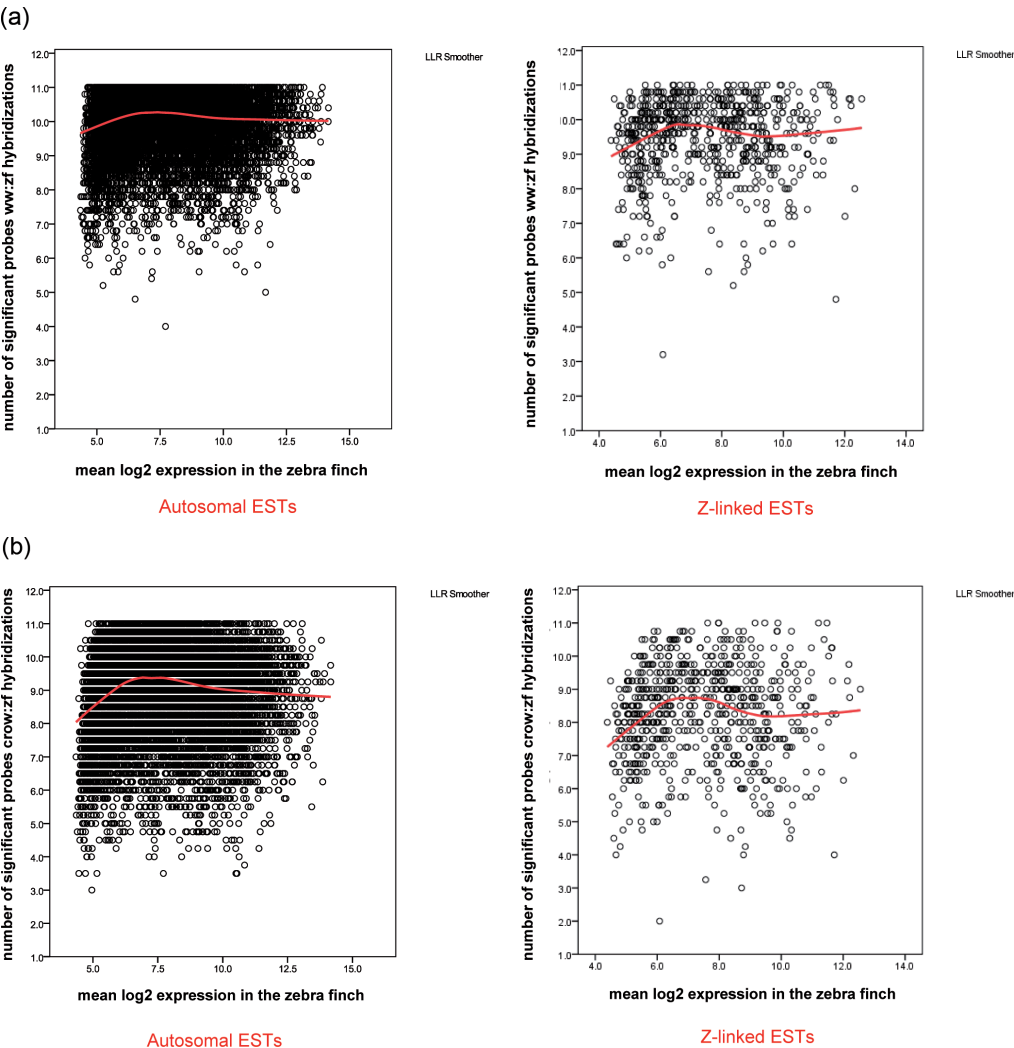 (a)
LLR Smoother
LLR Smoother
number of significant probes ww:zf hybridizations
12.0
11.0
10.0
9.0
8.0
7.0
6.0
5.0
4.0
3.0
2.0
1.0
5.0 7.5 10.0 12.5 15.0
mean log2 expression in the zebra finch
Autosomal ESTs
number of significant probes ww:zf hybridizations
12.0
11.0
10.0
9.0
8.0
7.0
6.0
5.0
4.0
3.0
2.0
1.0
4.0 6.0 8.0 10.0 12.0 14.0
mean log2 expression in the zebra finch
Z-linked ESTs
(b)
LLR Smoother
LLR Smoother
number of significant probes crow:zf hybridizations
12.0
11.0
10.0
9.0
8.0
7.0
6.0
5.0
4.0
3.0
2.0
1.0
5.0 7.5 10.0 12.5 15.0
mean log2 expression in the zebra finch
Autosomal ESTs
number of significant probes crow:zf hybridizations
12.0
11.0
10.0
9.0
8.0
7.0
6.0
5.0
4.0
3.0
2.0
1.0
4.0 6.0 8.0 10.0 12.0 14.0
mean log2 expression in the zebra finch
Z-linked ESTs